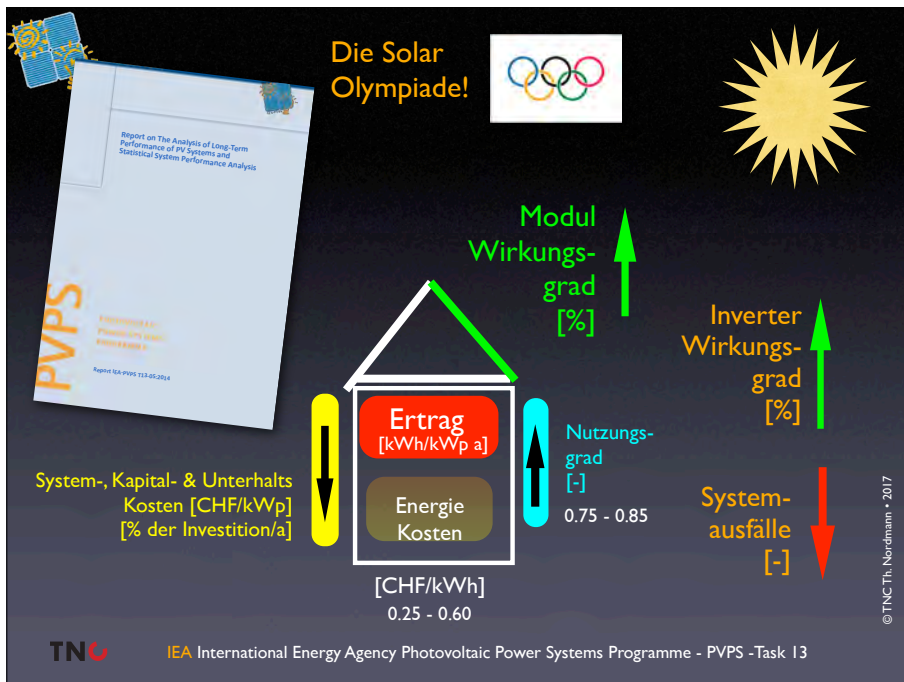 Die Solar
Olympiade!
Report on The Analysis of Long-Term
Performance of PV Systems and
Statistical System Performance Analysis
PVPS
Report IEA-PVPS T13-05:2014
Modul
Wirkungs-
grad
[%]
Inverter
Wirkungs-
grad
[%]
Ertrag
[kWh/kWp a]
Nutzungs-
grad
[-]
0.75 - 0.85
System-, Kapital- & Unterhalts
Kosten [CHF/kWp]
[% der Investition/a]
Energie
Kosten
System-
ausfälle
[-]
[CHF/kWh]
0.25 - 0.60
© TNC Th. Nordmann • 2017
TNC
IEA International Energy Agency Photovoltaic Power Systems Programme - PVPS -Task 13